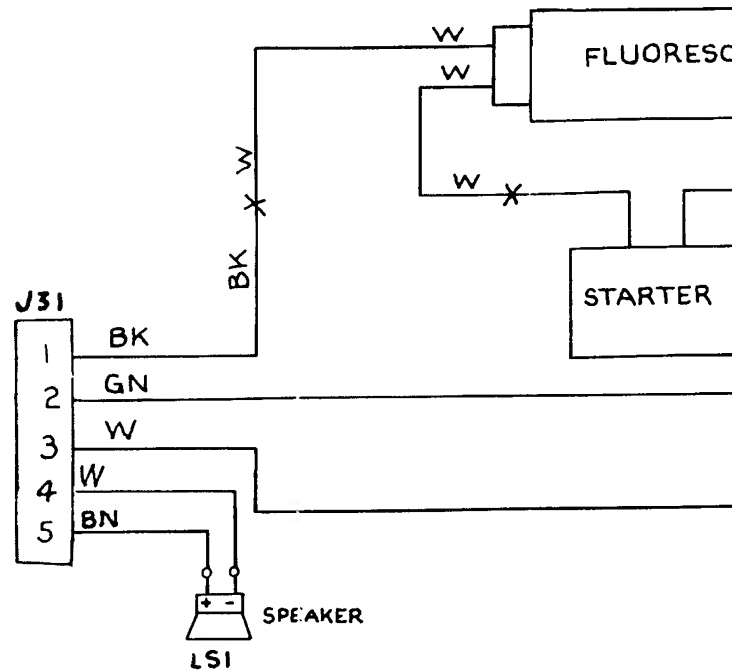 W
W
FLUORESC
W
W
BK
STARTER
J31
1 BK
2 GN
3 W
4 W
5 BN
+ -
SPEAKER
LS1